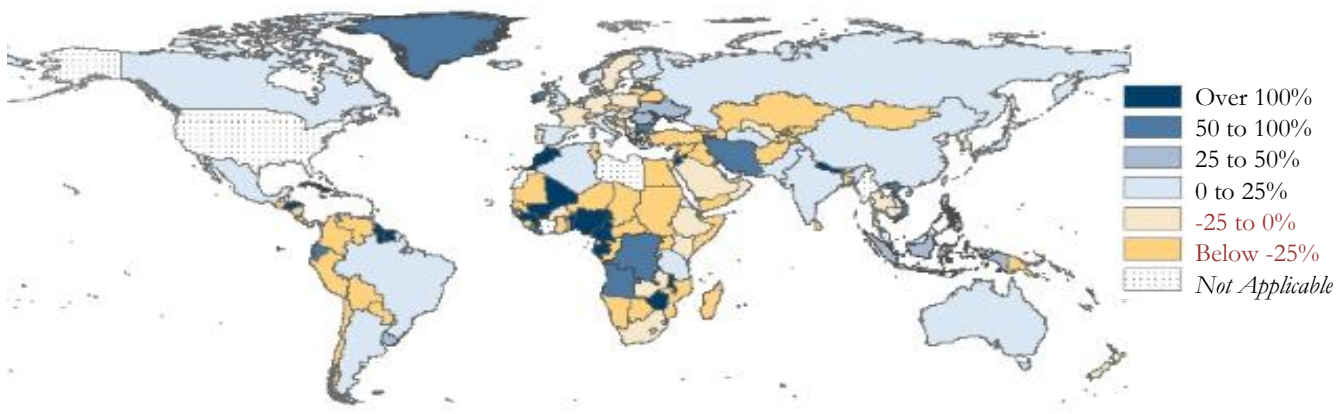 Over 100%
50 to 100%
25 to 50%
0 to 25%
-25 to 0%
Below -25%
Not Applicable